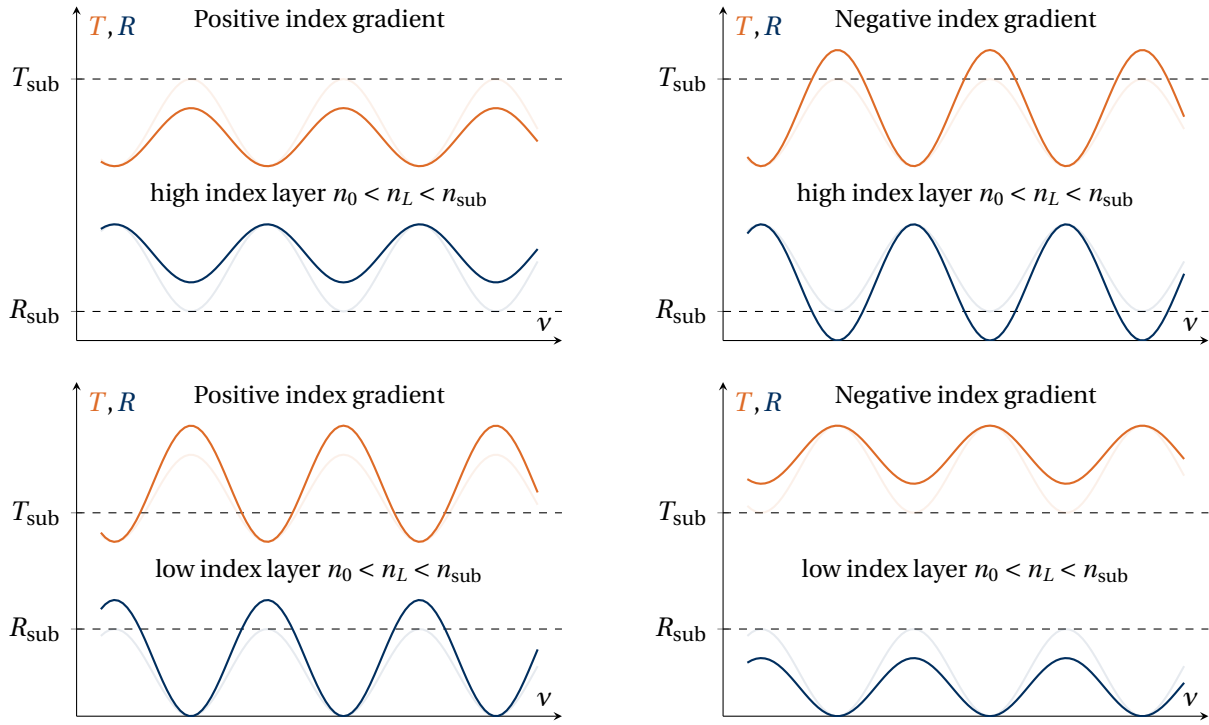 T, R
Positive index gradient
T_sub
high index layer n_0 < n_L < n_sub
R_sub
ν
T, R
Negative index gradient
T_sub
high index layer n_0 < n_L < n_sub
R_sub
ν
T, R
Positive index gradient
T_sub
low index layer n_0 < n_L < n_sub
R_sub
ν
T, R
Negative index gradient
T_sub
low index layer n_0 < n_L < n_sub
R_sub
ν